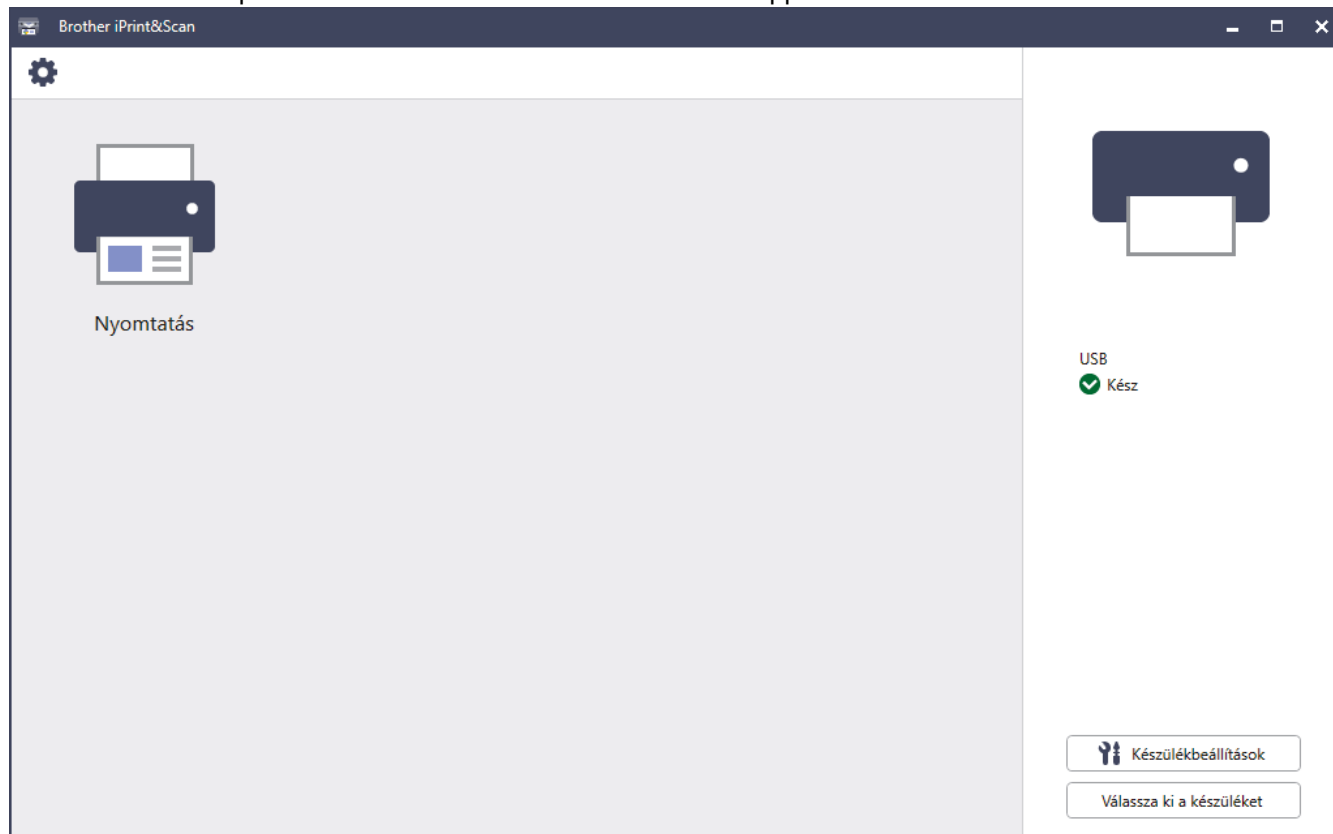 Brother iPrint&Scan
Nyomtatás
USB
Kész
Készülékbeállítások
Válassza ki a készüléket